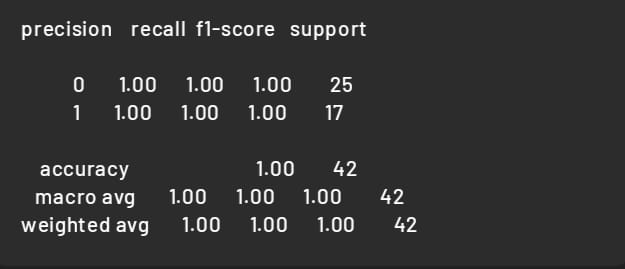 precision recall f1-score support
0 1.00 1.00 1.00 25
1 1.00 1.00 1.00 17
accuracy 1.00 42
macro avg 1.00 1.00 1.00 42
weighted avg 1.00 1.00 1.00 42